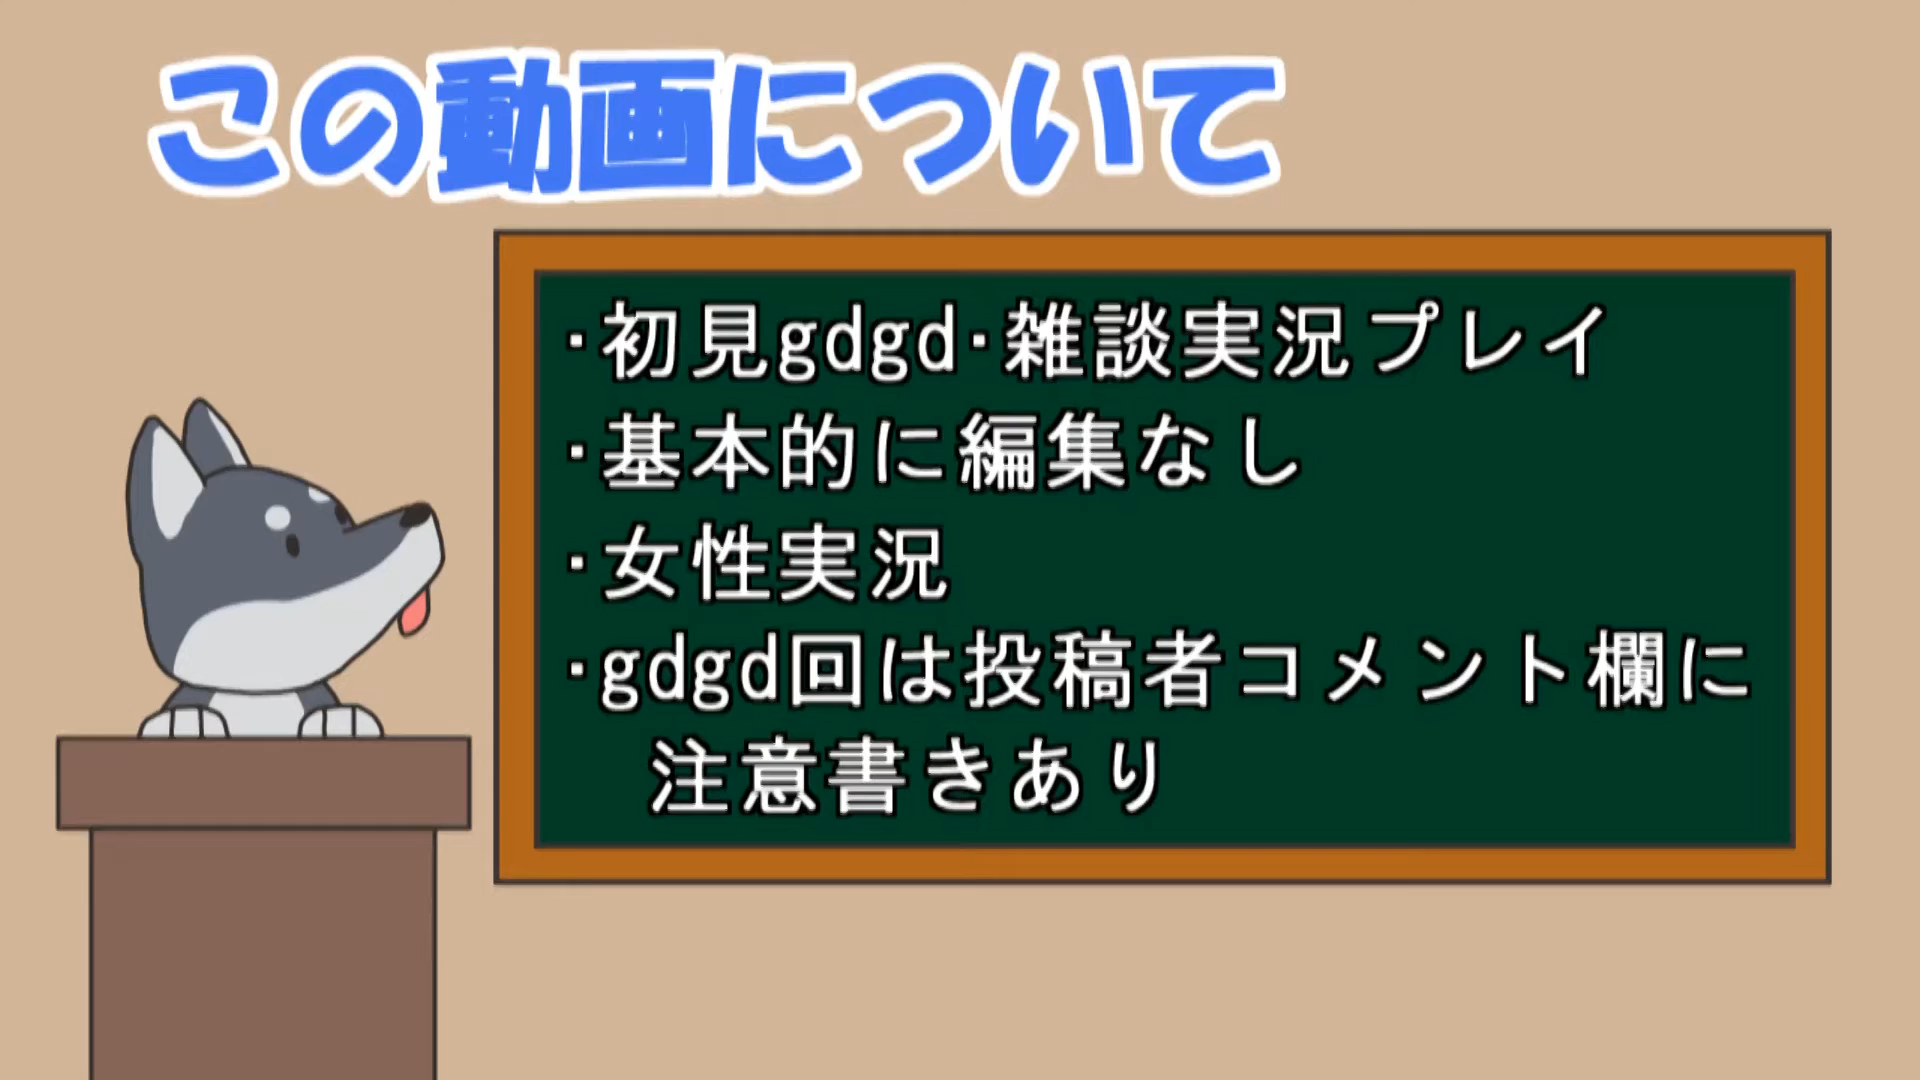 この動画について
・初見gdgd・雑談実況プレイ
・基本的に編集なし
・女性実況
・gdgd回は投稿者コメント欄に
注意書きあり